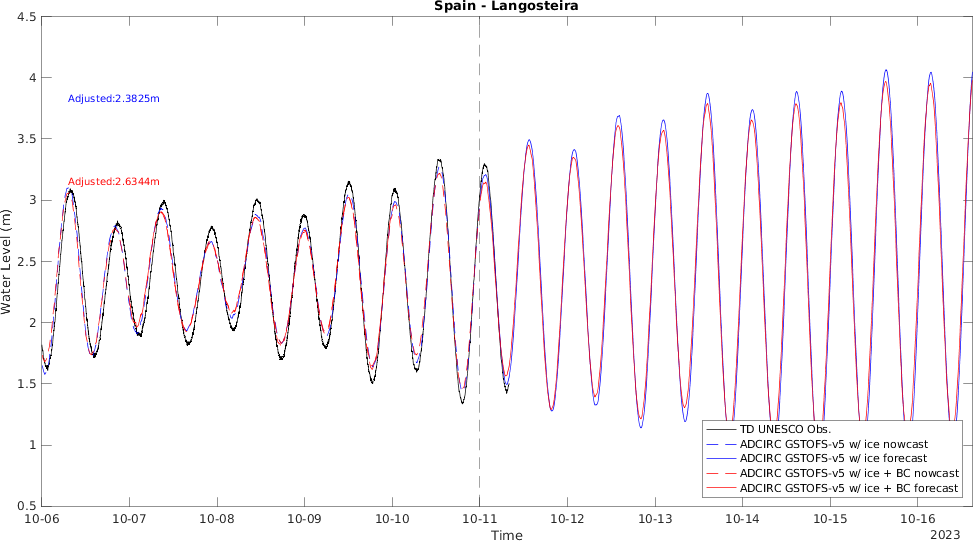 Spain - Langosteira
4.5
4
3.5
3
2.5
2
1.5
1
0.5
Water Level (m)
Adjusted:2.3825m
Adjusted:2.6344m
TD UNESCO Obs.
ADCIRC GSTOFS-v5 w/ ice nowcast
ADCIRC GSTOFS-v5 w/ ice forecast
ADCIRC GSTOFS-v5 w/ ice + BC nowcast
ADCIRC GSTOFS-v5 w/ ice + BC forecast
10-06 10-07 10-08 10-09 10-10 10-11 10-12 10-13 10-14 10-15 10-16
Time
2023